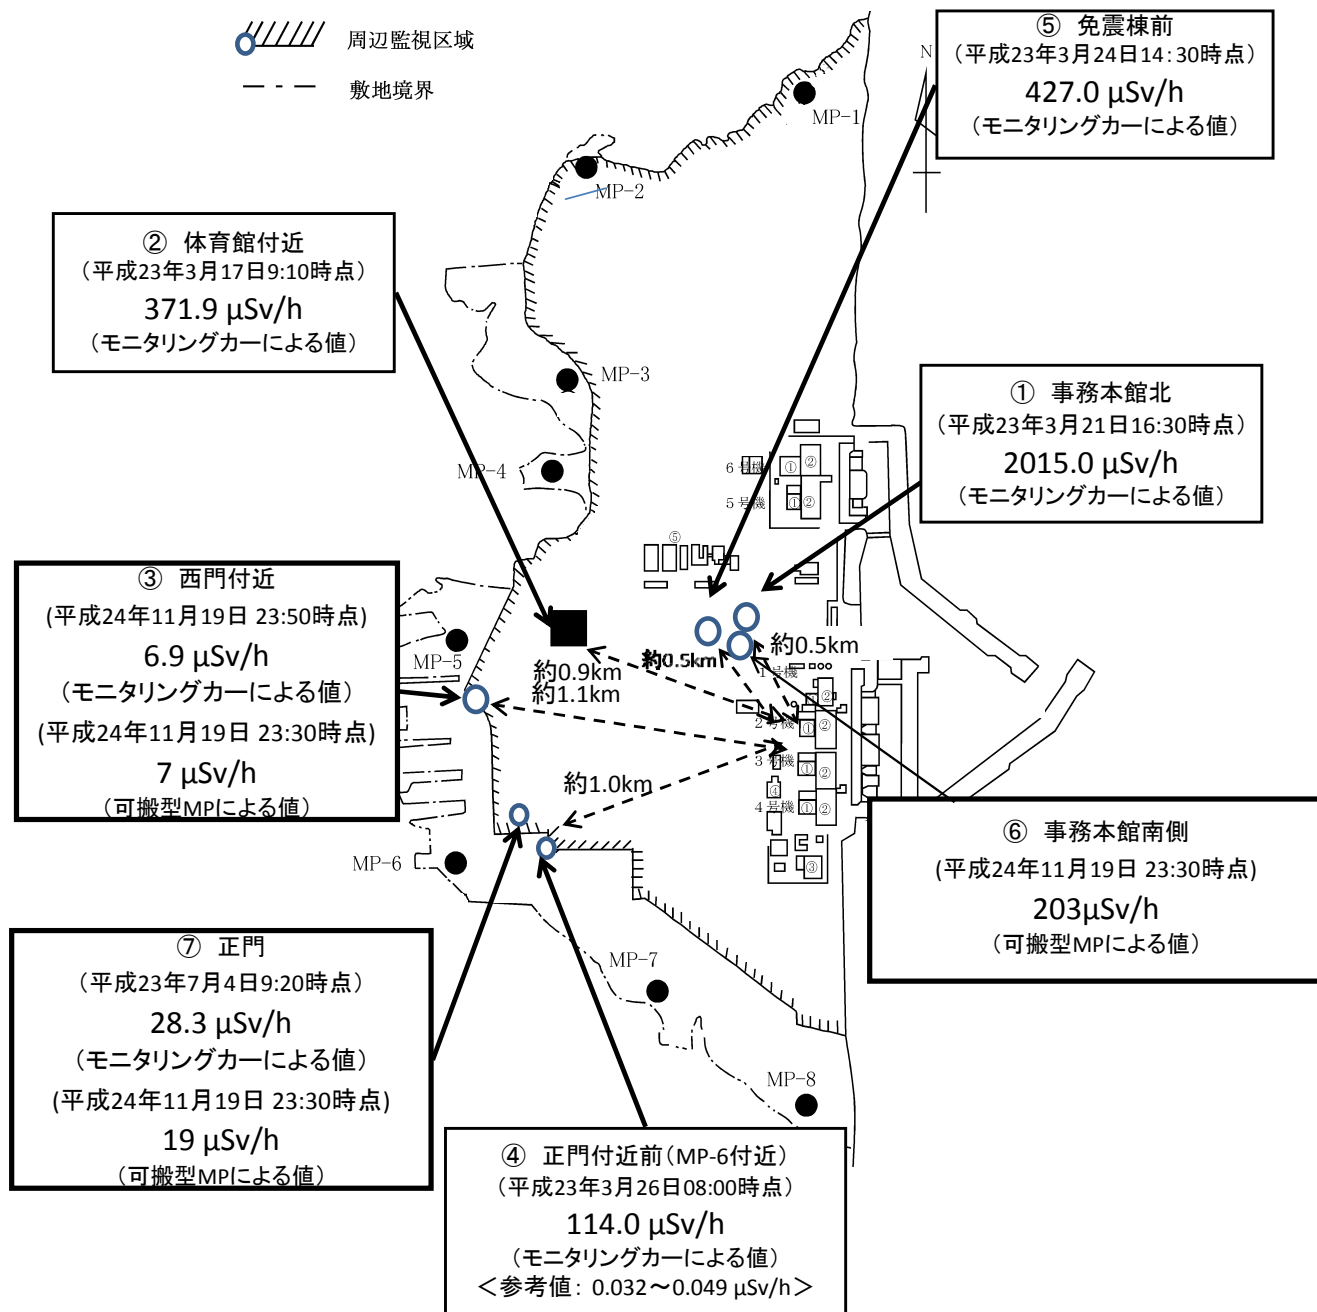 周辺監視区域
敷地境界
⑤ 免震棟前
(平成23年3月24日14:30時点)
427.0 µSv/h
(モニタリングカーによる値)
N
MP-1
MP-2
② 体育館付近
(平成23年3月17日9:10時点)
371.9 µSv/h
(モニタリングカーによる値)
MP-3
① 事務本館北
(平成23年3月21日16:30時点)
2015.0 µSv/h
(モニタリングカーによる値)
MP-4
6号機
①
②
5号機
①
②
⑤
③ 西門付近
(平成24年11月19日 23:50時点)
6.9 µSv/h
(モニタリングカーによる値)
(平成24年11月19日 23:30時点)
7 µSv/h
(可搬型MPによる値)
MP-5
約0.9km
約1.1km
約0.5km
約0.5km
1号機
②
2号機
①
②
3号機
①
②
④
4号機
①
②
③
約1.0km
MP-6
⑥ 事務本館南側
(平成24年11月19日 23:30時点)
203µSv/h
(可搬型MPによる値)
⑦ 正門
(平成23年7月4日9:20時点)
28.3 µSv/h
(モニタリングカーによる値)
(平成24年11月19日 23:30時点)
19 µSv/h
(可搬型MPによる値)
MP-7
MP-8
④ 正門付近前(MP-6付近)
(平成23年3月26日08:00時点)
114.0 µSv/h
(モニタリングカーによる値)
<参考値: 0.032～0.049 µSv/h>